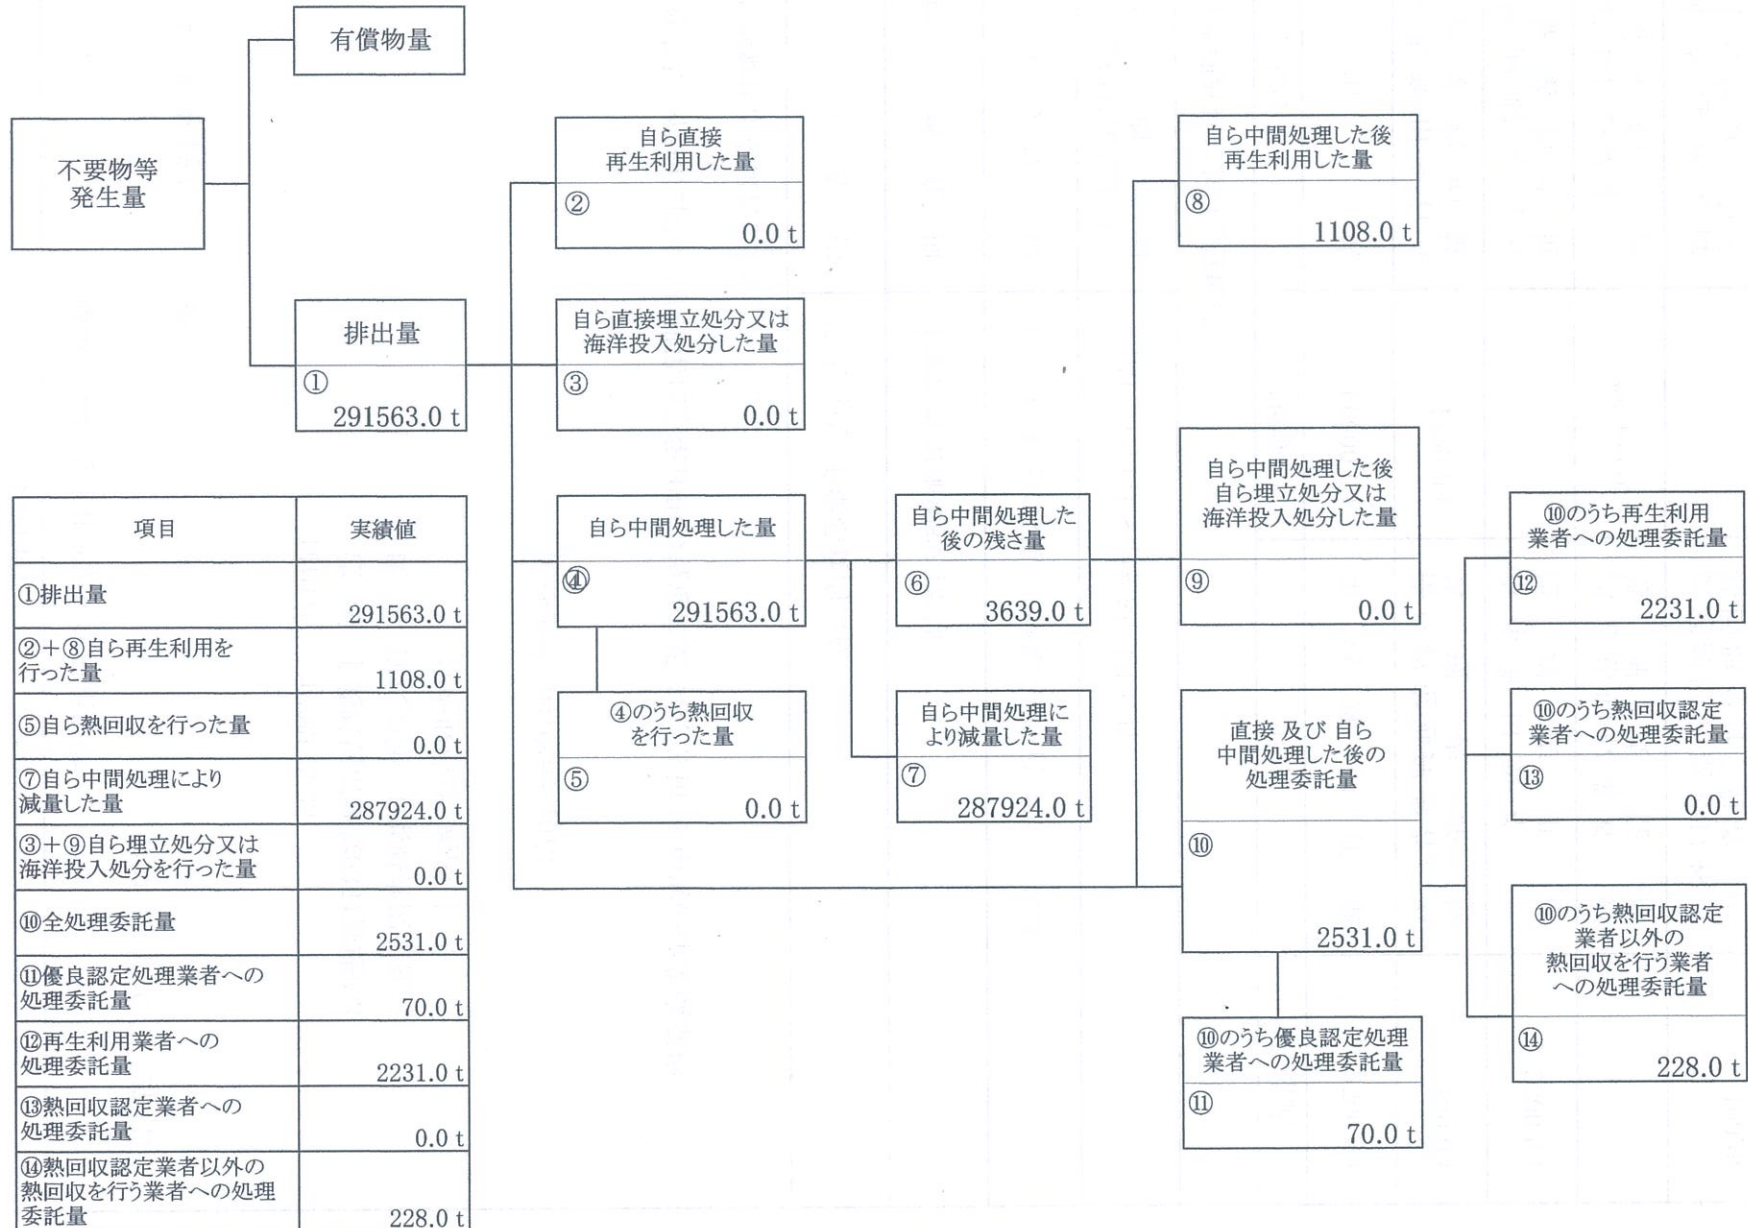 有償物量
不要物等
発生量
排出量
①
291563.0 t
自ら直接
再生利用した量
②
0.0 t
自ら直接埋立処分又は
海洋投入処分した量
③
0.0 t
自ら中間処理した量
④
291563.0 t
④のうち熱回収
を行った量
⑤
0.0 t
自ら中間処理した
後の残さ量
⑥
3639.0 t
自ら中間処理に
より減量した量
⑦
287924.0 t
自ら中間処理した後
再生利用した量
⑧
1108.0 t
自ら中間処理した後
自ら埋立処分又は
海洋投入処分した量
⑨
0.0 t
直接 及び 自ら
中間処理した後の
処理委託量
⑩
2531.0 t
⑩のうち優良認定処理
業者への処理委託量
⑪
70.0 t
⑩のうち再生利用
業者への処理委託量
⑫
2231.0 t
⑩のうち熱回収認定
業者への処理委託量
⑬
0.0 t
⑩のうち熱回収認定
業者以外の
熱回収を行う業者
への処理委託量
⑭
228.0 t
項目 実績値
①排出量
291563.0 t
②＋⑧自ら再生利用を
行った量
1108.0 t
⑤自ら熱回収を行った量
0.0 t
⑦自ら中間処理により
減量した量
287924.0 t
③＋⑨自ら埋立処分又は
海洋投入処分を行った量
0.0 t
⑩全処理委託量
2531.0 t
⑪優良認定処理業者への
処理委託量
70.0 t
⑫再生利用業者への
処理委託量
2231.0 t
⑬熱回収認定業者への
処理委託量
0.0 t
⑭熱回収認定業者以外の
熱回収を行う業者への処理
委託量
228.0 t